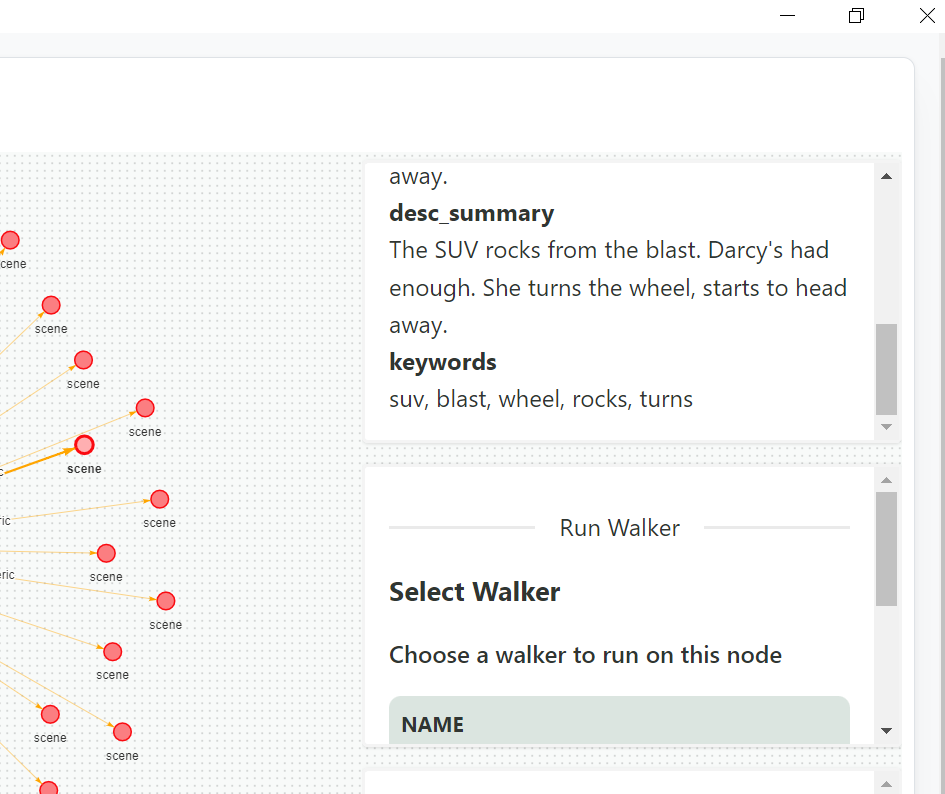 away.
desc_summary
The SUV rocks from the blast. Darcy's had
enough. She turns the wheel, starts to head
away.
keywords
suv, blast, wheel, rocks, turns
Run Walker
Select Walker
Choose a walker to run on this node
NAME
cene
scene
scene
scene
c
scene
ric
scene
eric
scene
scene
scene
scene
scene